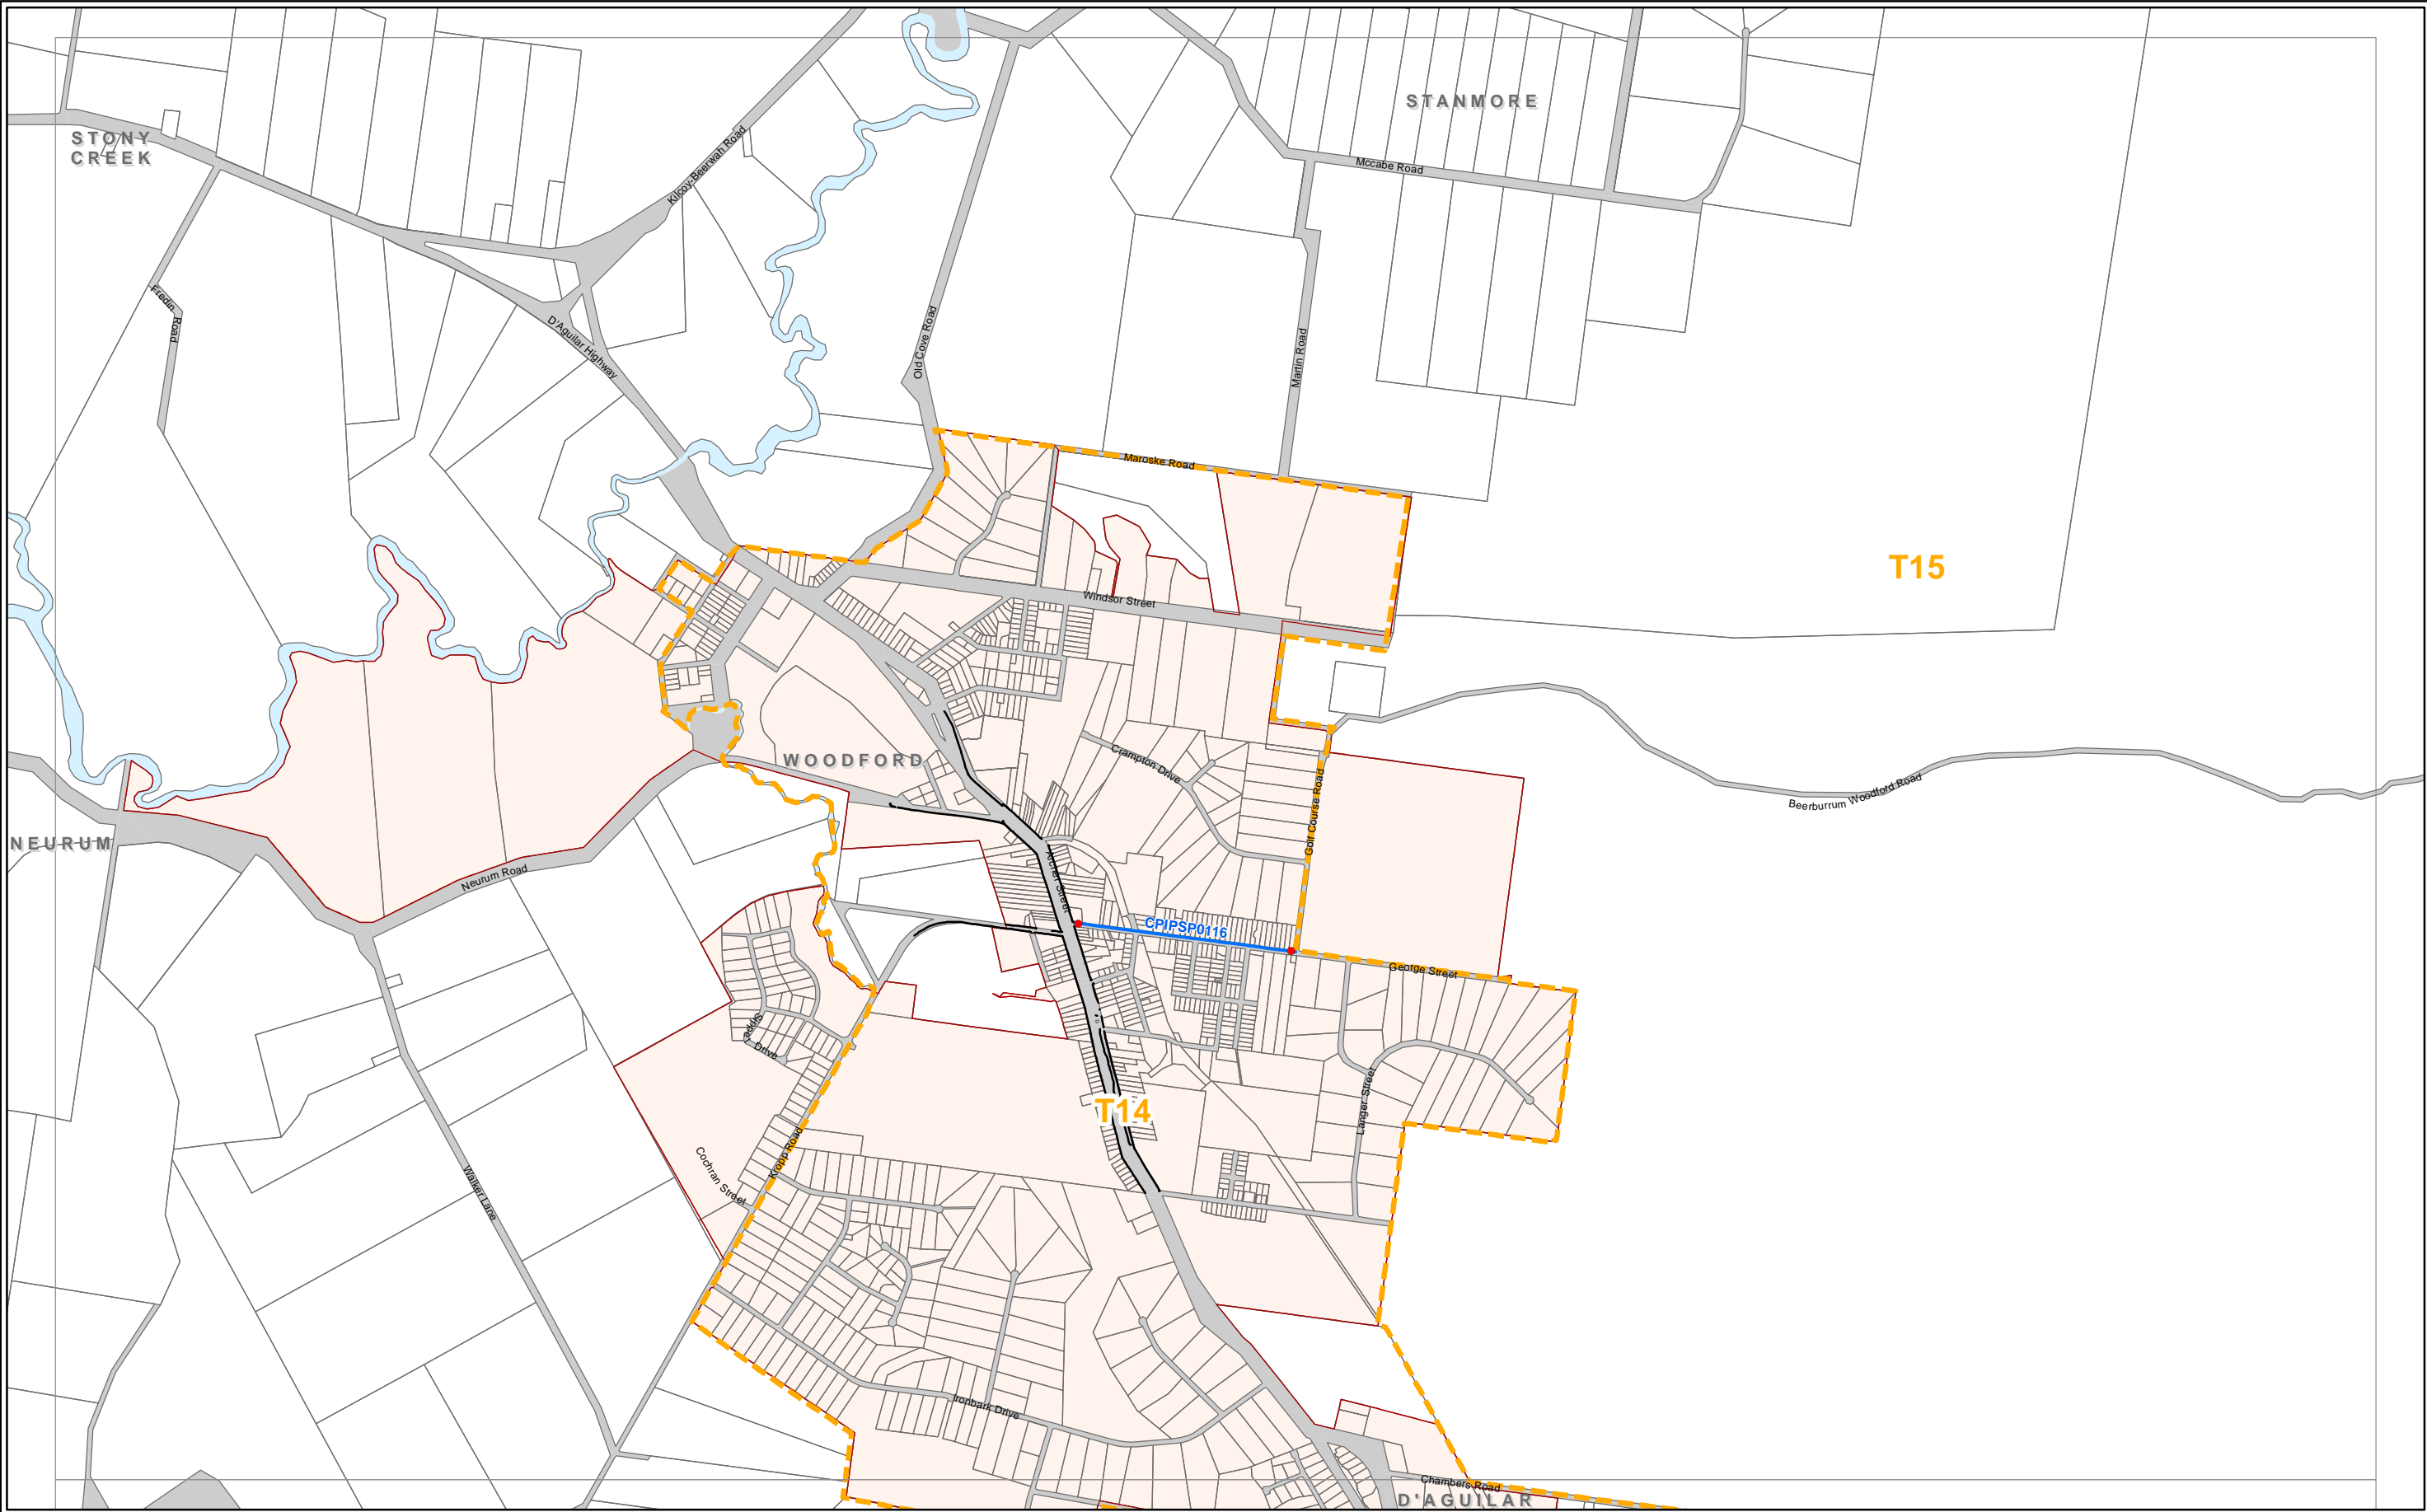 STANMORE
STONY
CREEK
Kilcoy-Beerwah Road
Mccabe Road
Fredin Road
D'Aguilar Highway
Old Cove Road
Martin Road
Maroske Road
T15
Windsor Street
WOODFORD
Crampton Drive
Golf Course Road
Beerburrum Woodford Road
NEURUM
Neurum Road
Archer Street
CPIPSP0116
George Street
Sippel
Drive
T14
Langer Street
Kropp Road
Cochran Street
Walker Lane
Ironbark Drive
Chambers Road
D'AGUILAR